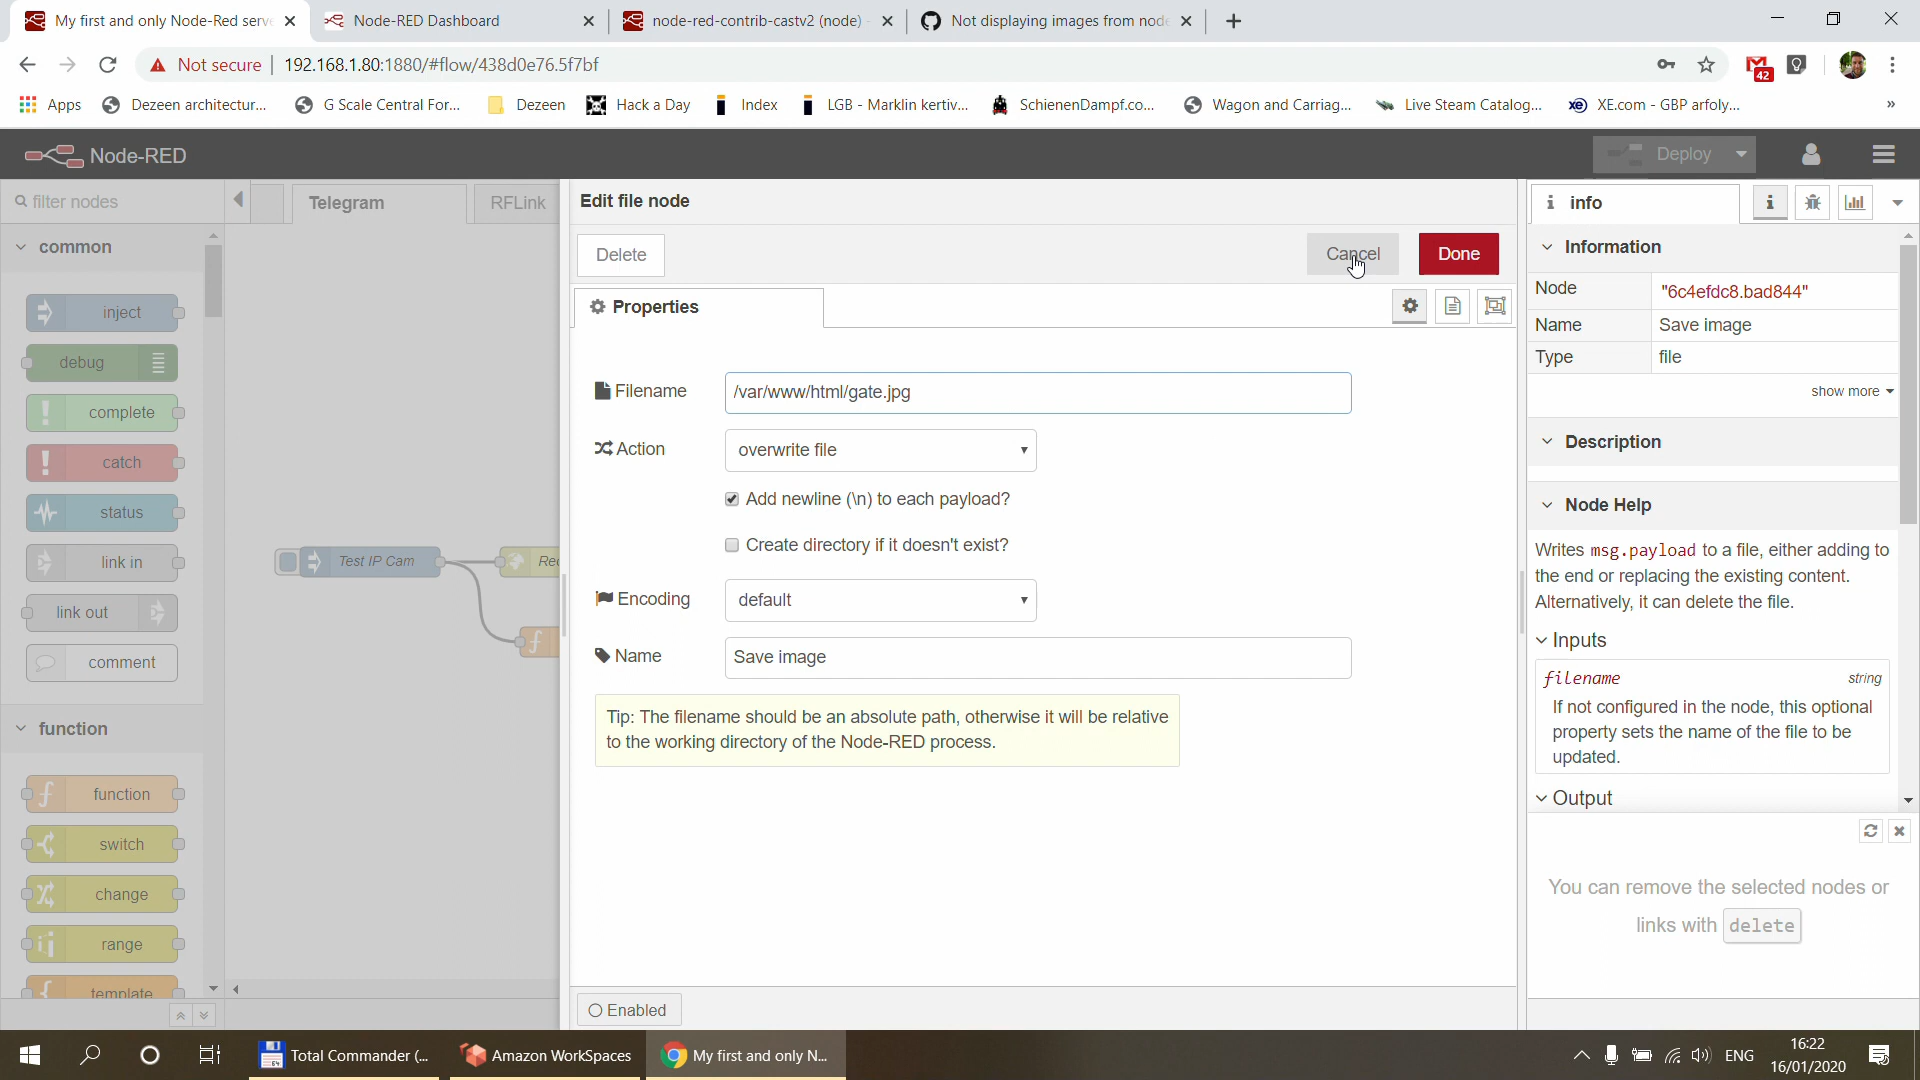 My first and only Node-Red serv
Node-RED Dashboard
node-red-contrib-castv2 (node) -
Not displaying images from node
Not secure
192.168.1.80:1880/#flow/438d0e76.5f7bf
42
Apps
Dezeen architectur...
G Scale Central For...
Dezeen
Hack a Day
Index
LGB - Marklin kertiv...
SchienenDampf.co...
Wagon and Carriag...
Live Steam Catalog...
XE.com - GBP arfoly...
»
Node-RED
Deploy
filter nodes
Telegram
RFLink
Edit file node
info
common
Delete
Cancel
Done
Information
inject
Properties
Node
"6c4efdc8.bad844"
Name
Save image
debug
Type
file
Filename
/var/www/html/gate.jpg
show more
complete
Action
overwrite file
Description
catch
Add newline (\n) to each payload?
Node Help
status
Create directory if it doesn't exist?
Writes msg.payload to a file, either adding to
the end or replacing the existing content.
Alternatively, it can delete the file.
link in
Test IP Cam
Rec
Encoding
default
link out
Inputs
comment
Name
Save image
filename
string
If not configured in the node, this optional
property sets the name of the file to be
updated.
Tip: The filename should be an absolute path, otherwise it will be relative
to the working directory of the Node-RED process.
function
function
Output
switch
change
You can remove the selected nodes or
links with delete
range
template
Enabled
Total Commander (...
Amazon WorkSpaces
My first and only N...
ENG
16:22
16/01/2020